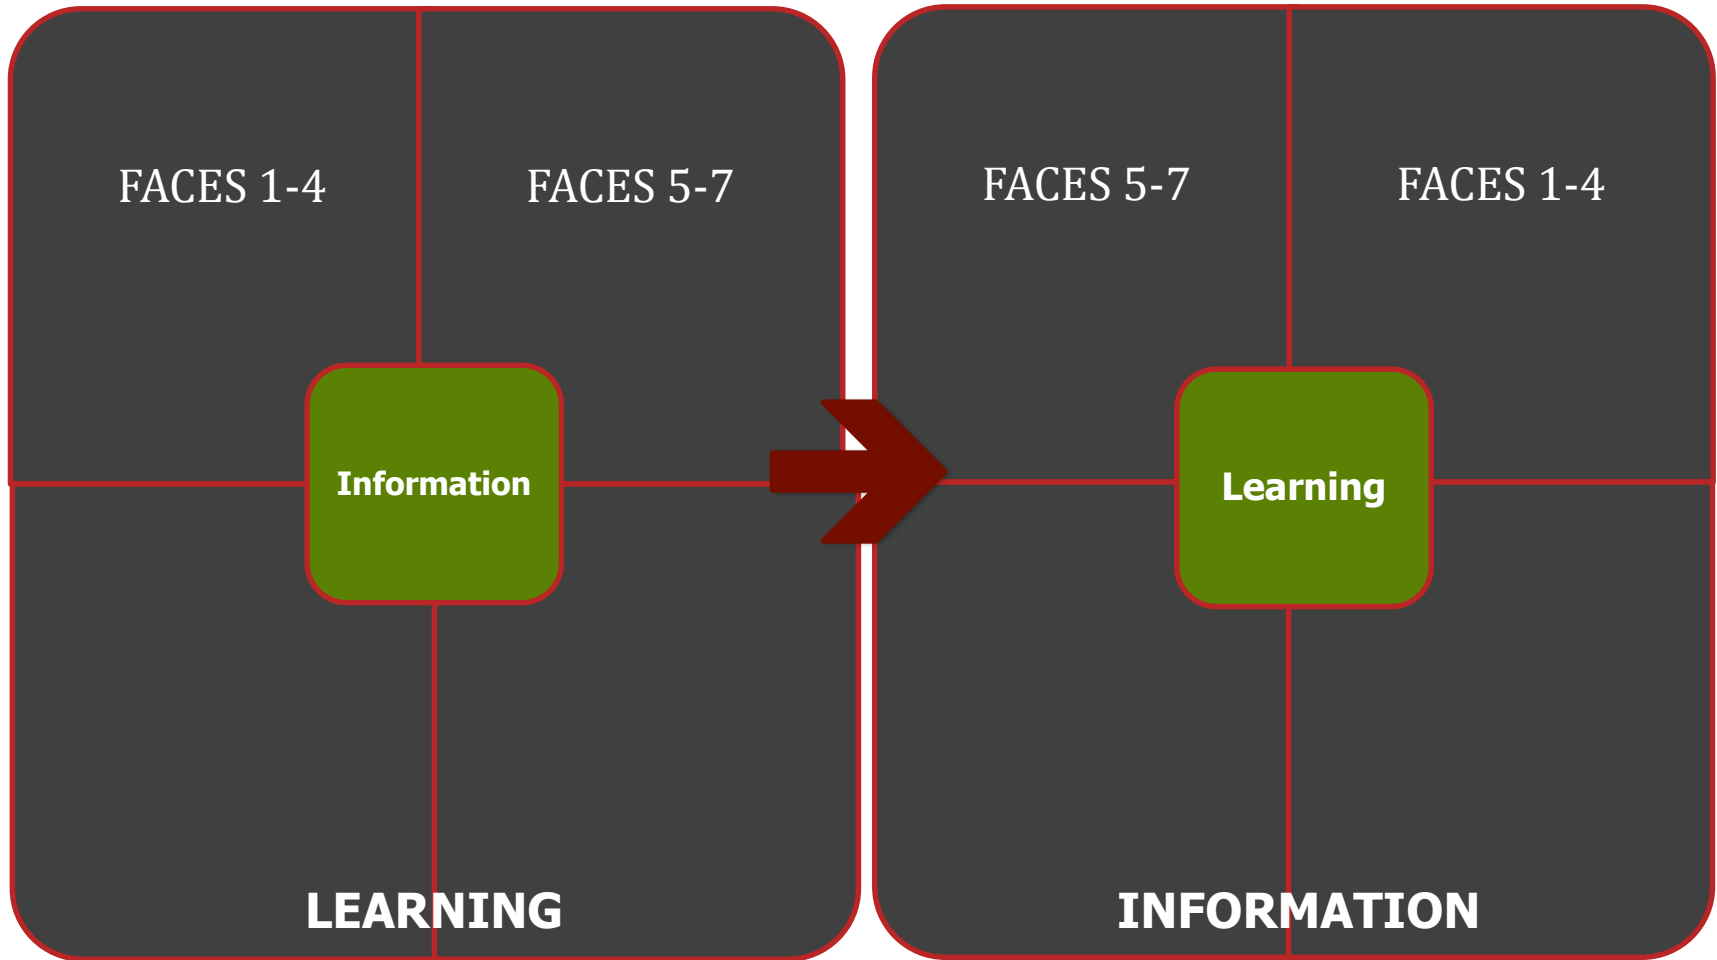 FACES 1-4
FACES 5-7
Information
LEARNING
FACES 5-7
FACES 1-4
Learning
INFORMATION